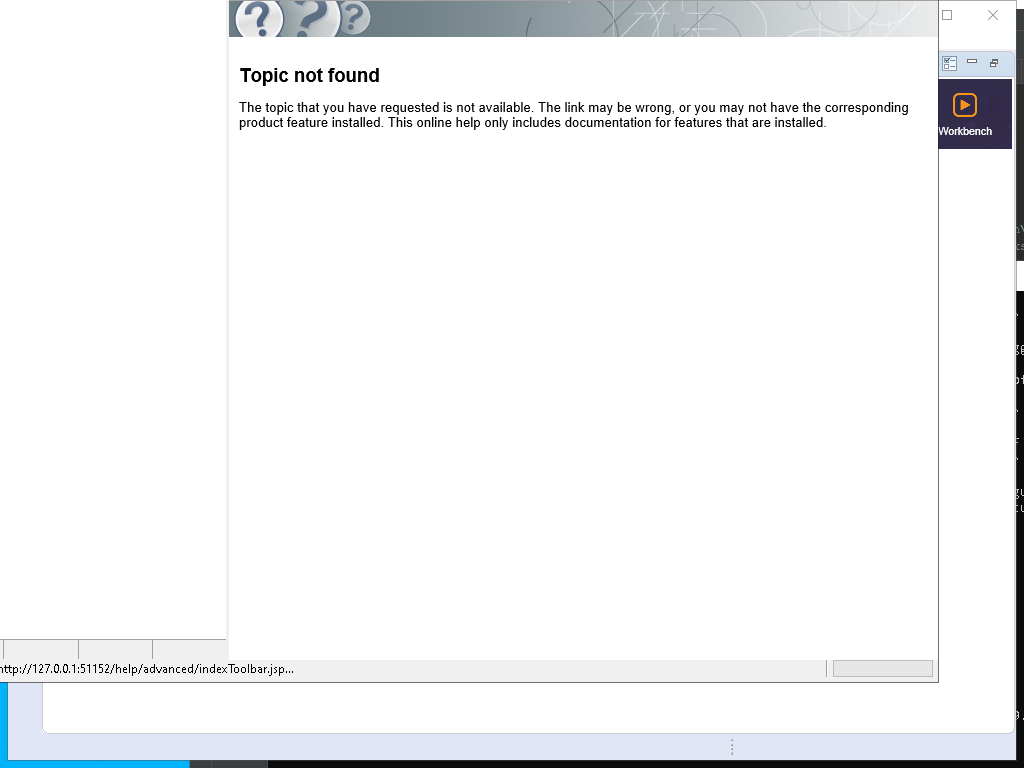 Topic not found
The topic that you have requested is not available. The link may be wrong, or you may not have the corresponding
product feature installed. This online help only includes documentation for features that are installed.
Workbench
http://127.0.0.1:51152/help/advanced/indexToolbar.jsp...